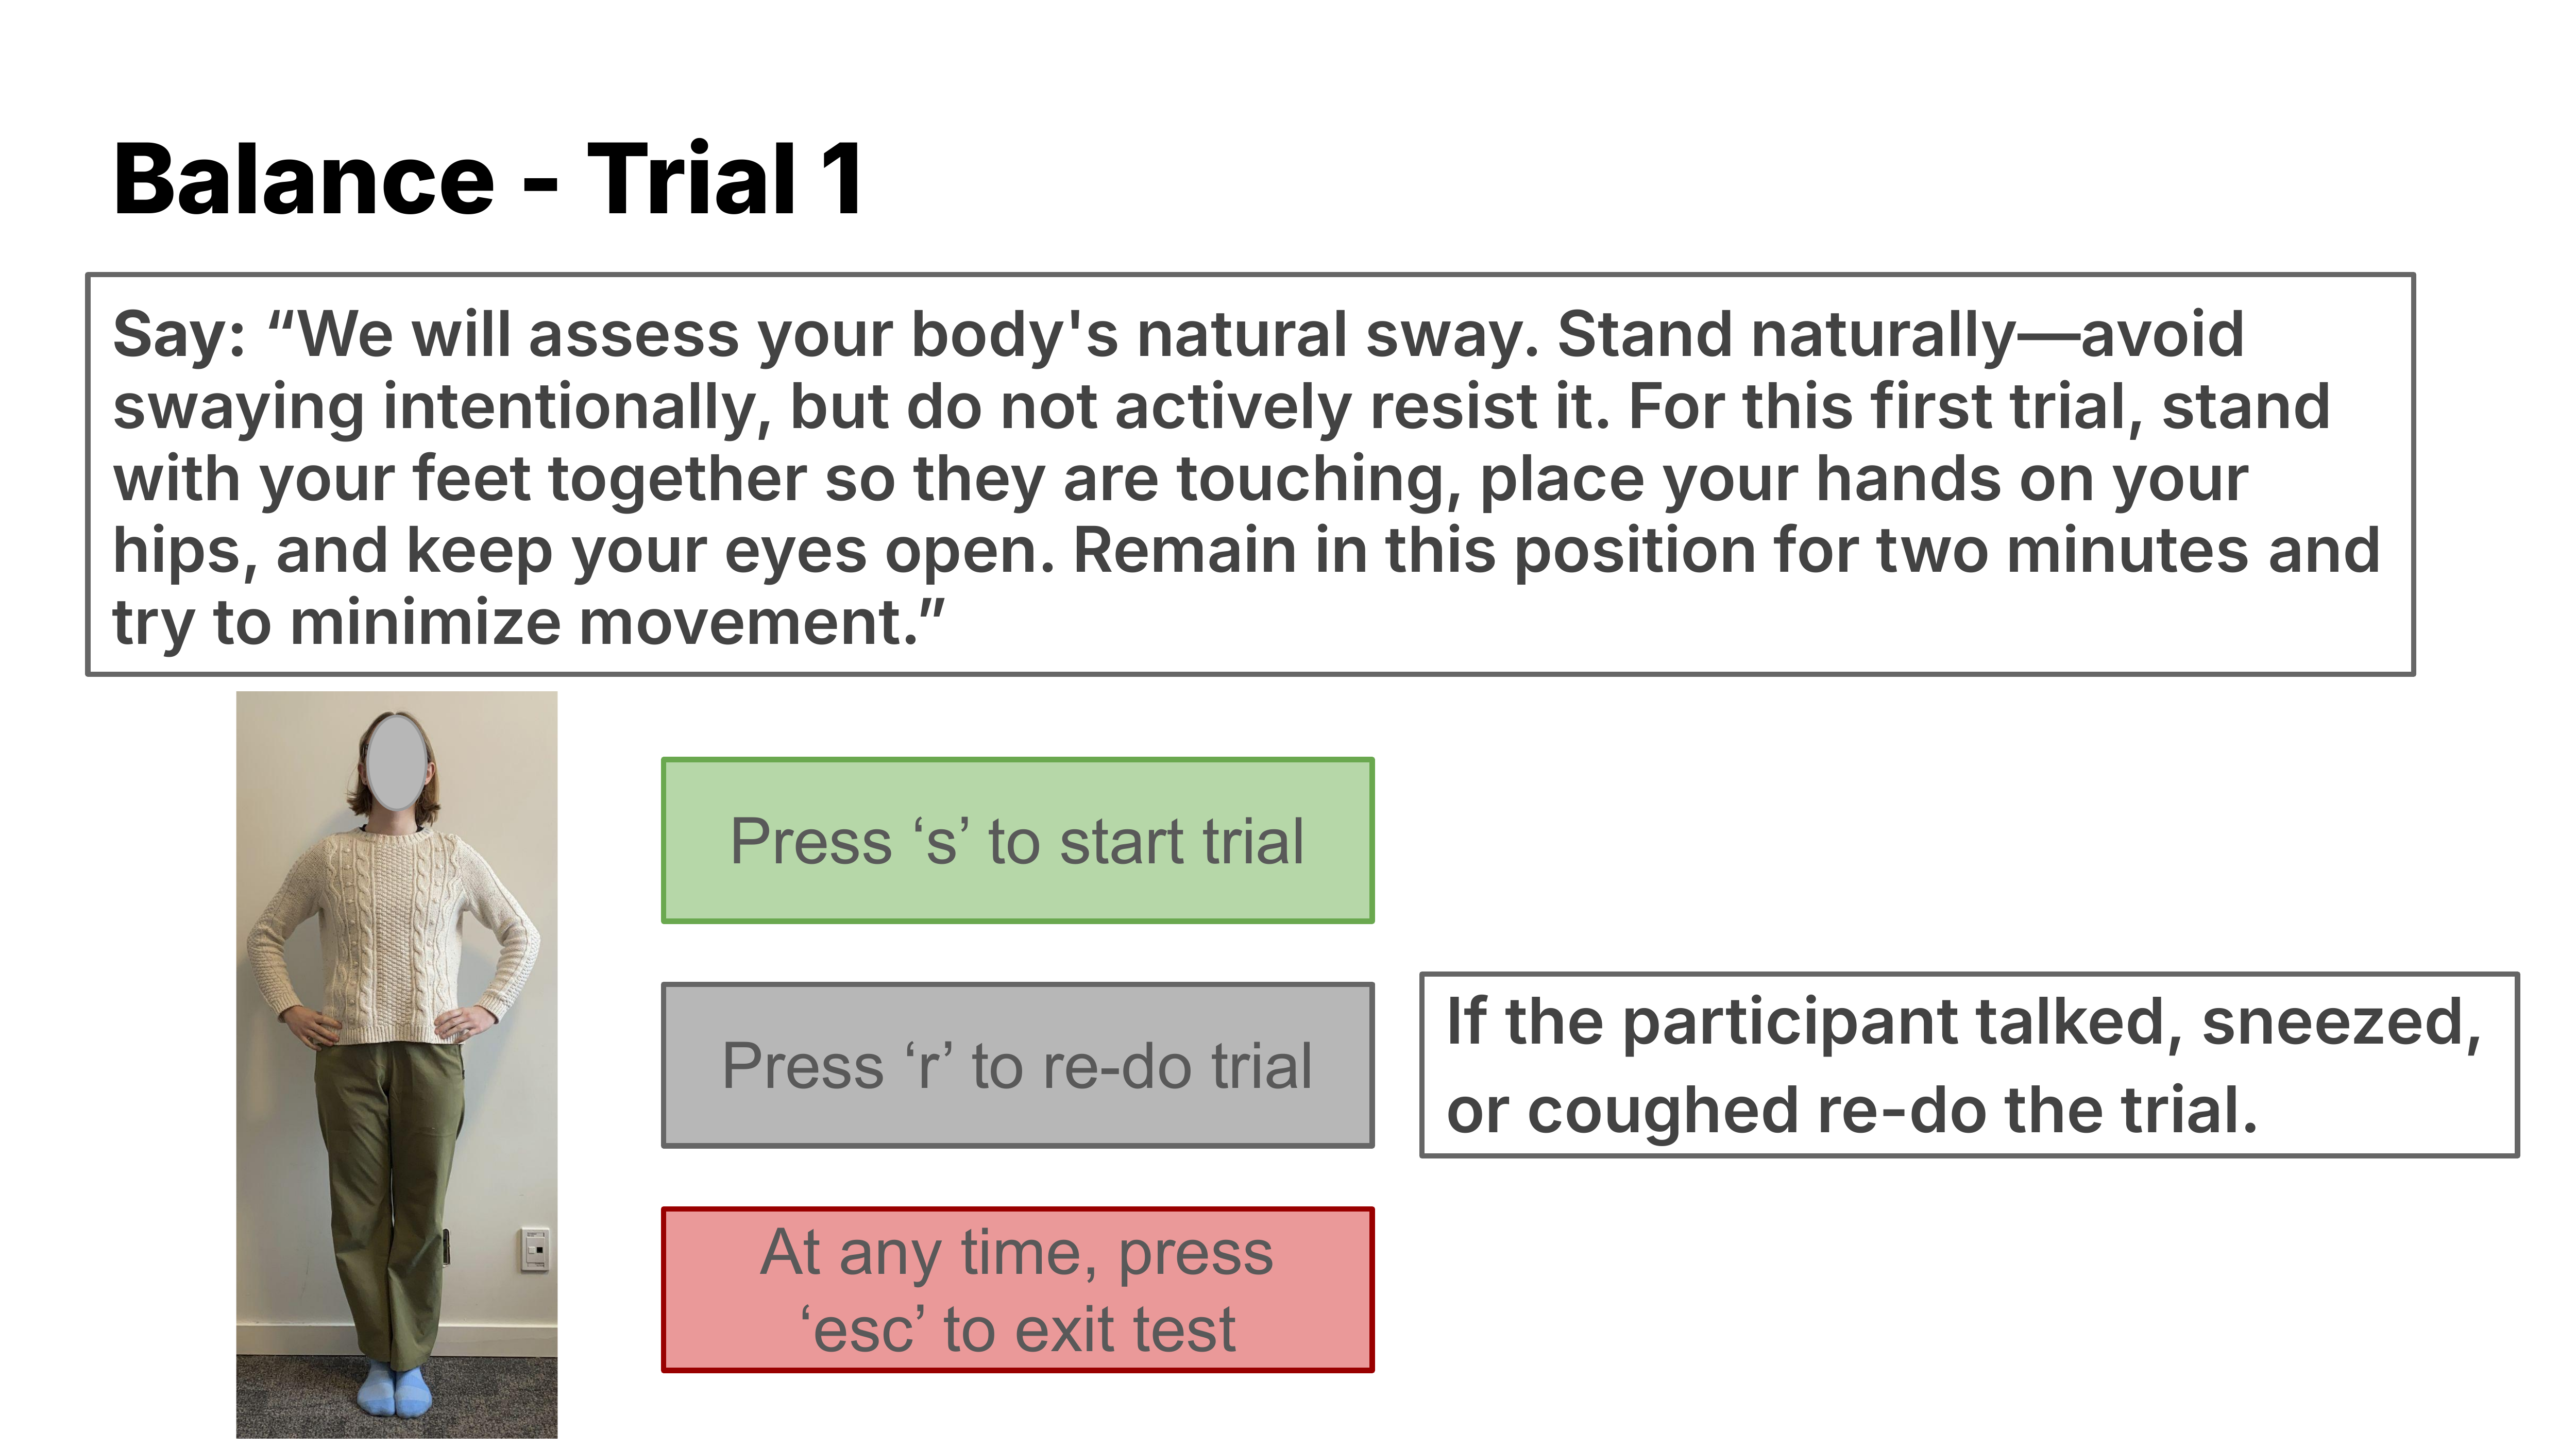 Balance - Trial 1
Say: “We will assess your body's natural sway. Stand naturally—avoid
swaying intentionally, but do not actively resist it. For this first trial, stand
with your feet together so they are touching, place your hands on your
hips, and keep your eyes open. Remain in this position for two minutes and
try to minimize movement.”
Press ‘s’ to start trial
Press ‘r’ to re-do trial
If the participant talked, sneezed,
or coughed re-do the trial.
At any time, press
‘esc’ to exit test